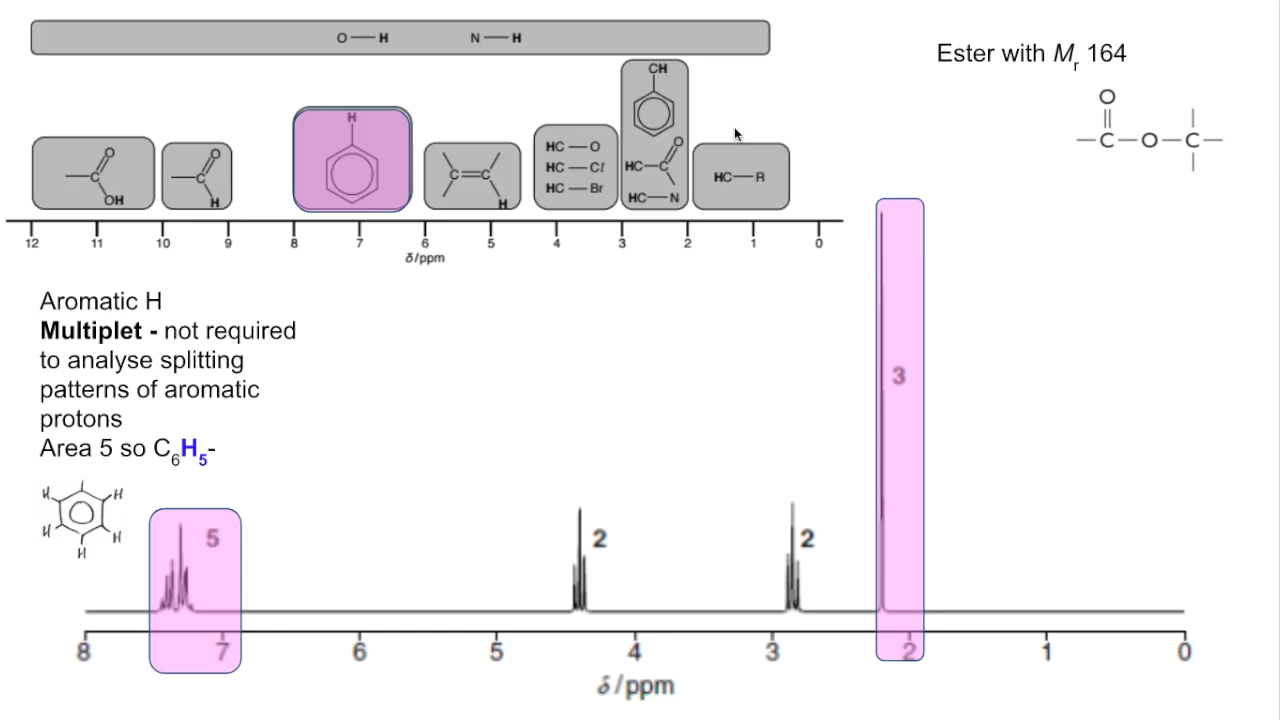 O—H N—H
Ester with Mr 164
CH
O
OH
O
H
H
H
HC—O
HC—Cl
HC—Br
O
HC—C
HC—N
HC—R
O
—C—O—C—
12 11 10 9 8 7 6 5 4 3 2 1 0
δ/ppm
Aromatic H
Multiplet - not required
to analyse splitting
patterns of aromatic
protons
Area 5 so C6H5-
H H
H H
H
5 2 2 3
8 7 6 5 4 3 2 1 0
δ/ppm